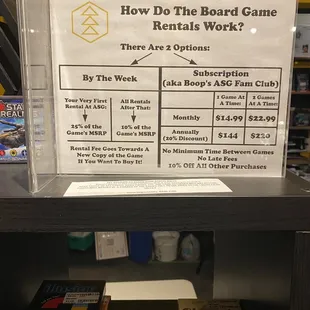 How Do The Board Game
Rentals Work?
There Are 2 Options:
By The Week
Your Very First
Rental At ASG:
All Rentals
After That:
25% of the
Game's MSRP
10% of the
Game's MSRP
Rental Fee Goes Towards A
New Copy of the Game
If You Want To Buy It!
Subscription
(aka Boop's ASG Fam Club)
1 Game At
A Time:
2 Games
At A Time:
Monthly
$14.99
$22.99
Annually
(20% Discount)
$144
$220
No Minimum Time Between Games
No Late Fees
10% Off All Other Purchases
STAR
REALM